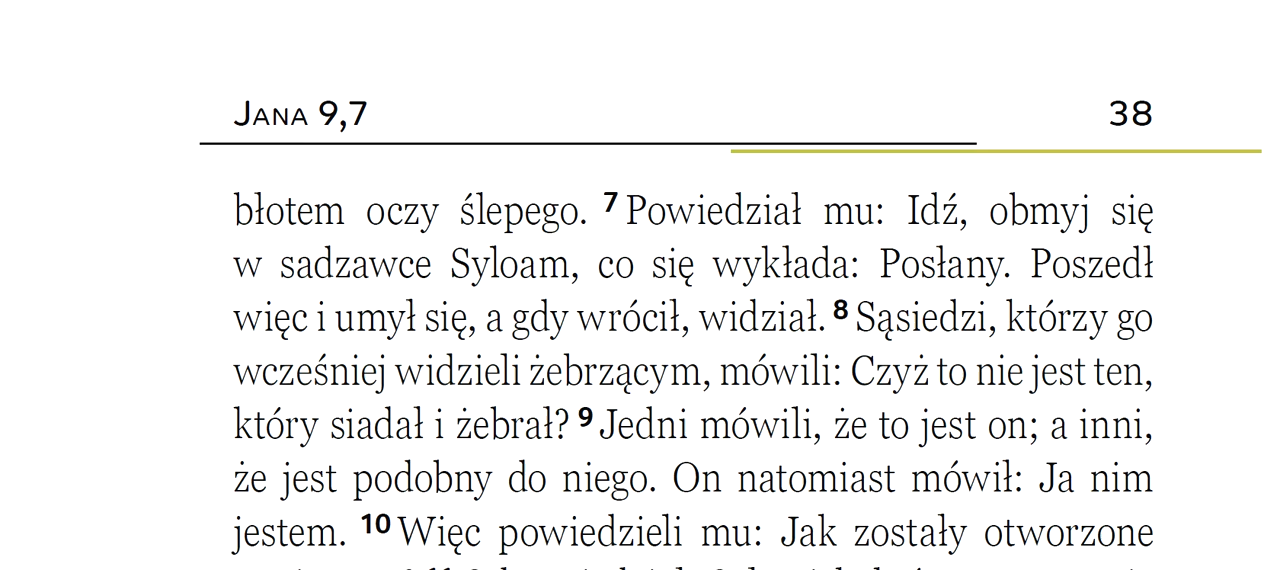 Jana 9,7 38
błotem oczy ślepego. 7 Powiedział mu: Idź, obmyj się
w sadzawce Syloam, co się wykłada: Posłany. Poszedł
więc i umył się, a gdy wrócił, widział. 8 Sąsiedzi, którzy go
wcześniej widzieli żebrzącym, mówili: Czyż to nie jest ten,
który siadał i żebrał? 9 Jedni mówili, że to jest on; a inni,
że jest podobny do niego. On natomiast mówił: Ja nim
jestem. 10 Więc powiedzieli mu: Jak zostały otworzone